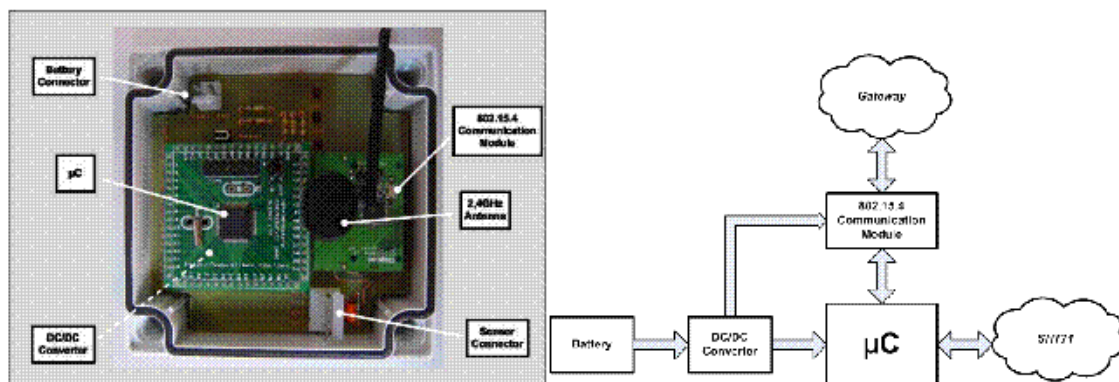 Battery
Connector
µC
DC/DC
Converter
802.15.4
Communication
Module
2,4GHz
Antenna
Sensor
Connector
Gateway
802.15.4
Communication
Module
Battery
DC/DC
Converter
µC
SHT71